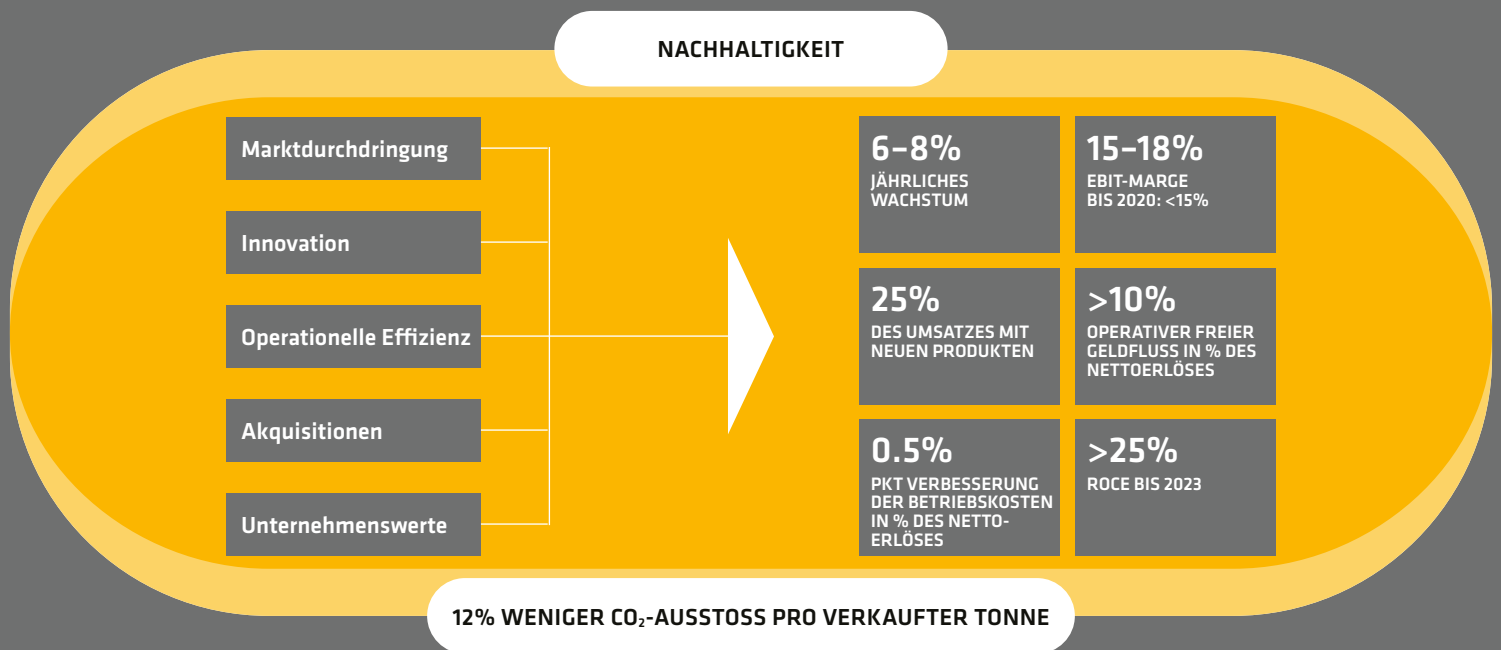 NACHHALTIGKEIT
Marktdurchdringung
Innovation
Operationelle Effizienz
Akquisitionen
Unternehmenswerte
6–8%
JÄHRLICHES
WACHSTUM
15–18%
EBIT-MARGE
BIS 2020: <15%
25%
DES UMSATZES MIT
NEUEN PRODUKTEN
>10%
OPERATIVER FREIER
GELDFLUSS IN % DES
NETTOERLÖSES
0.5%
PKT VERBESSERUNG
DER BETRIEBSKOSTEN
IN % DES NETTO-
ERLÖSES
>25%
ROCE BIS 2023
12% WENIGER CO₂-AUSSTOSS PRO VERKAUFTER TONNE